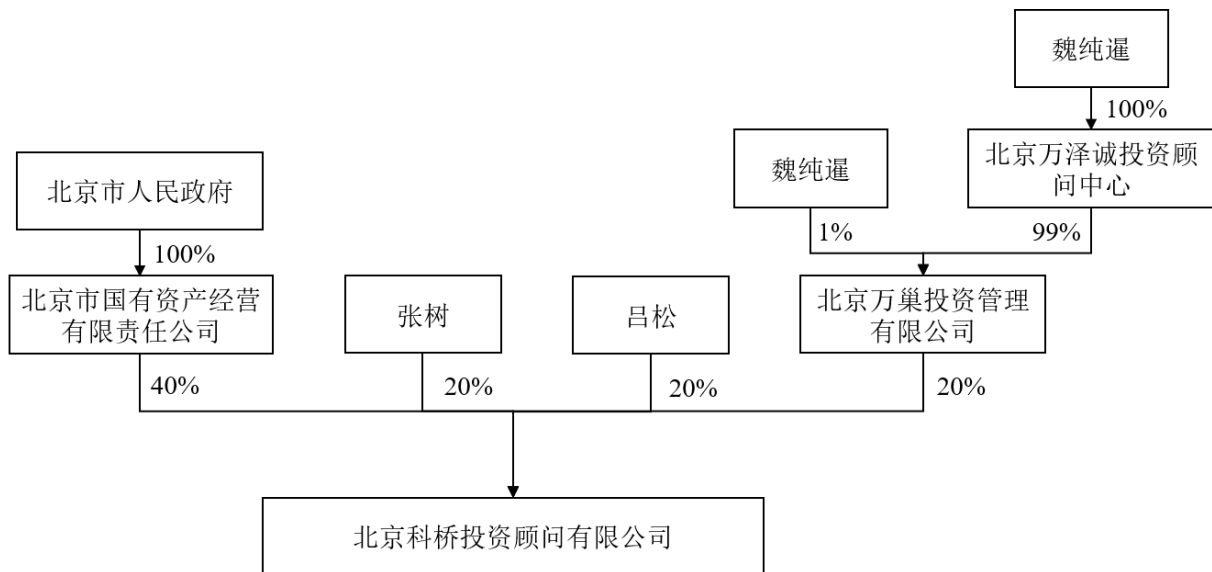 魏纯暹
100%
魏纯暹
北京万泽诚投资顾
问中心
北京市人民政府
100%
1%
99%
北京市国有资产经营
有限责任公司
张树
吕松
北京万巢投资管理
有限公司
40%
20%
20%
20%
北京科桥投资顾问有限公司